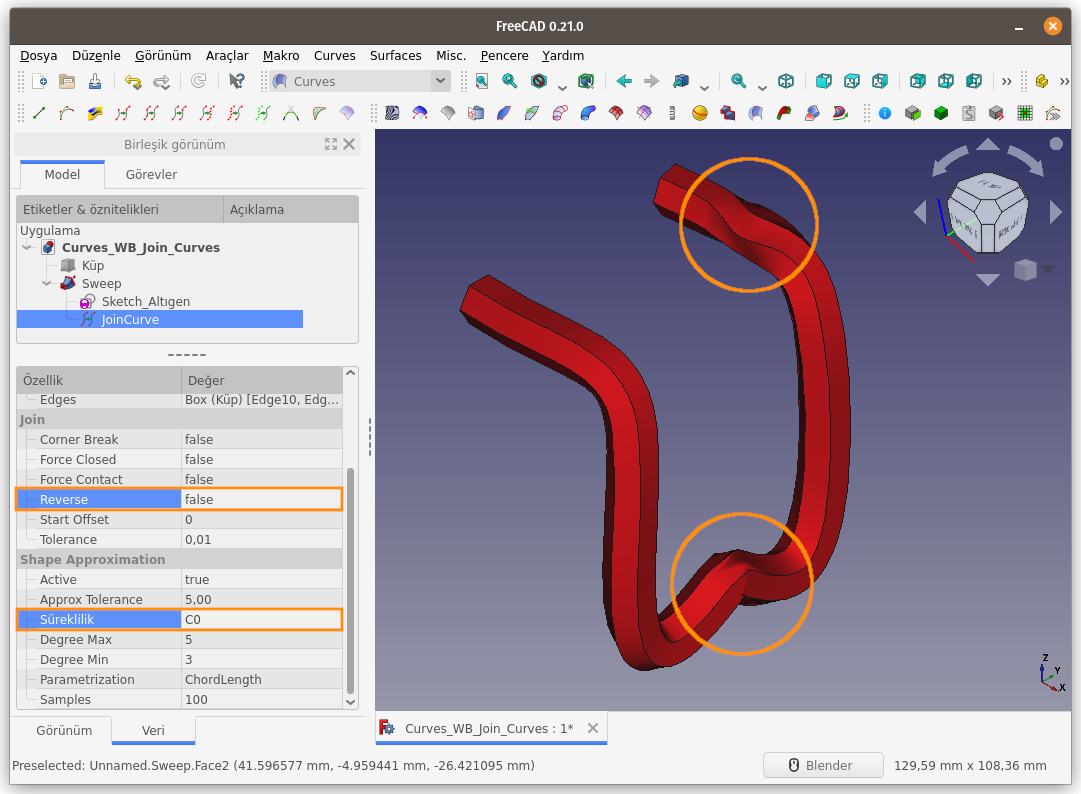 FreeCAD 0.21.0
Dosya Düzenle Görünüm Araçlar Makro Curves Surfaces Misc. Pencere Yardım
Curves
Birleşik görünüm
Model Görevler
Etiketler & öznitelikleri Açıklama
Uygulama
Curves_WB_Join_Curves
Küp
Sweep
Sketch_Altıgen
JoinCurve
Özellik Değer
Edges Box (Küp) [Edge10, Edg...
Join
Corner Break false
Force Closed false
Force Contact false
Reverse false
Start Offset 0
Tolerance 0,01
Shape Approximation
Active true
Approx Tolerance 5,00
Süreklilik C0
Degree Max 5
Degree Min 3
Parametrization ChordLength
Samples 100
Görünüm Veri
Z
Y
X
Curves_WB_Join_Curves : 1*
Preselected: Unnamed.Sweep.Face2 (41.596577 mm, -4.959441 mm, -26.421095 mm)
Blender 129,59 mm x 108,36 mm